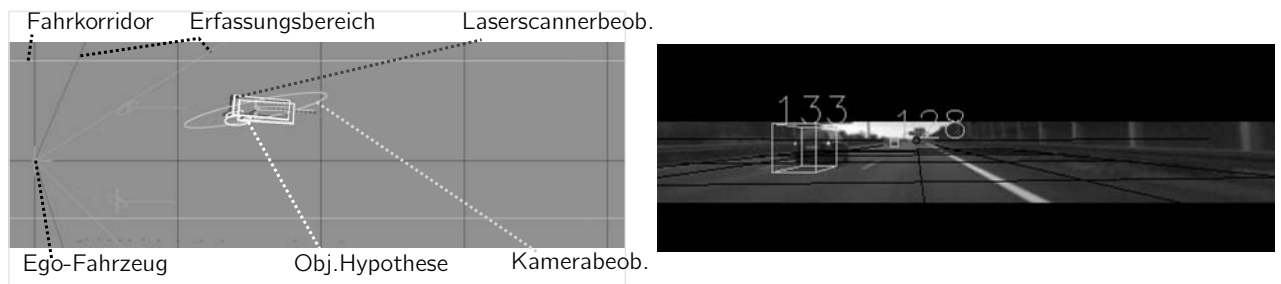 Fahrkorridor Erfassungsbereich Laserscannerbeob.
133
128
Ego-Fahrzeug Obj.Hypothese Kamerabeob.